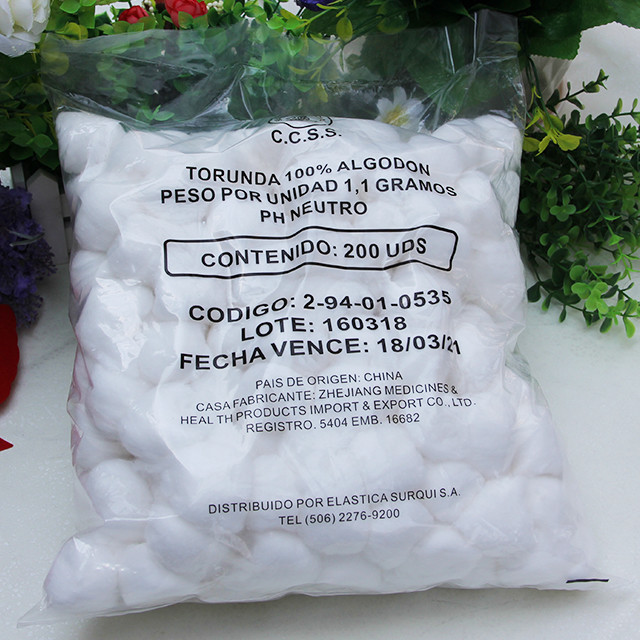 C.C.S.S.
TORUNDA 100% ALGODON
PESO POR UNIDAD 1,1 GRAMOS
PH NEUTRO
CONTENIDO: 200 UDS
CODIGO: 2-94-01-0535
LOTE: 160318
FECHA VENCE: 18/03/21
PAIS DE ORIGEN: CHINA
CASA FABRICANTE: ZHEJIANG MEDICINES &
HEALTH PRODUCTS IMPORT & EXPORT CO., LTD
REGISTRO. 5404 EMB. 16682
DISTRIBUIDO POR ELASTICA SURQUI S.A.
TEL (506) 2276-9200